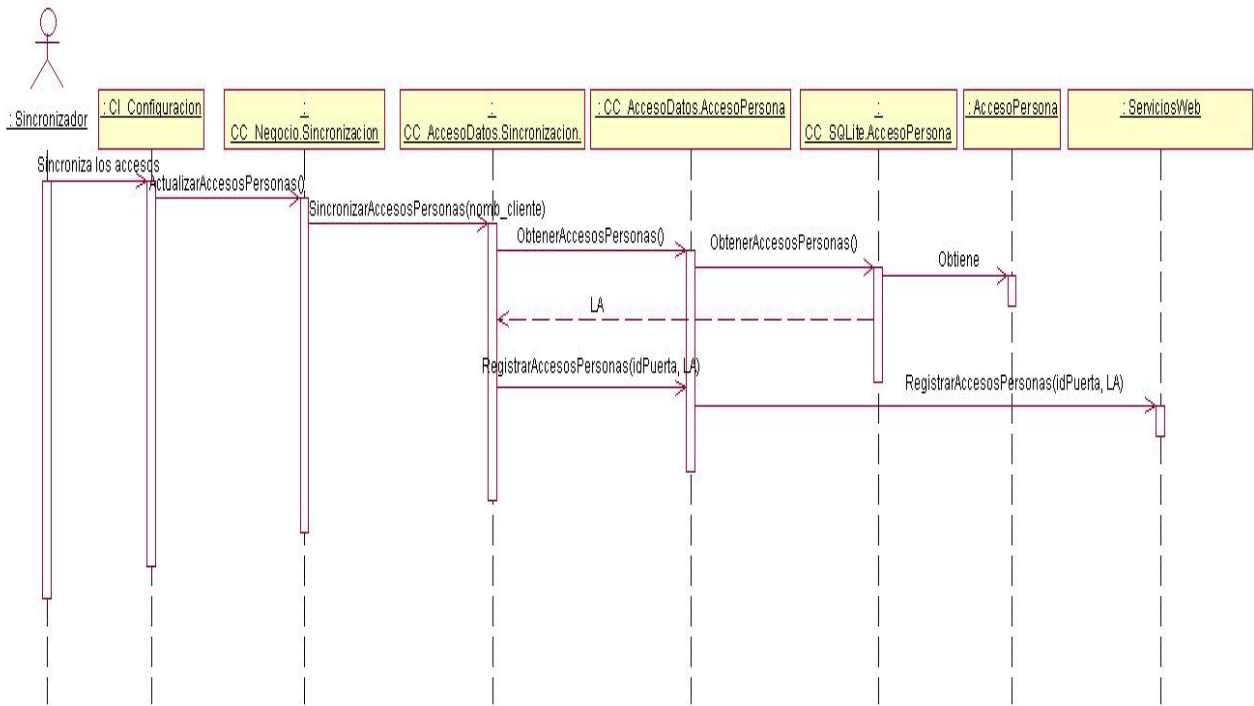 : Sincronizador
: CI_Configuracion
:
CC_Negocio.Sincronizacion
:
CC_AccesoDatos.Sincronizacion.
: CC_AccesoDatos.AccesoPersona
:
CC_SQLite.AccesoPersona
: AccesoPersona
: ServiciosWeb
Sincroniza los accesos
ActualizarAccesosPersonas()
SincronizarAccesosPersonas(nomb_cliente)
ObtenerAccesosPersonas()
ObtenerAccesosPersonas()
Obtiene
LA
RegistrarAccesosPersonas(idPuerta, LA)
RegistrarAccesosPersonas(idPuerta, LA)